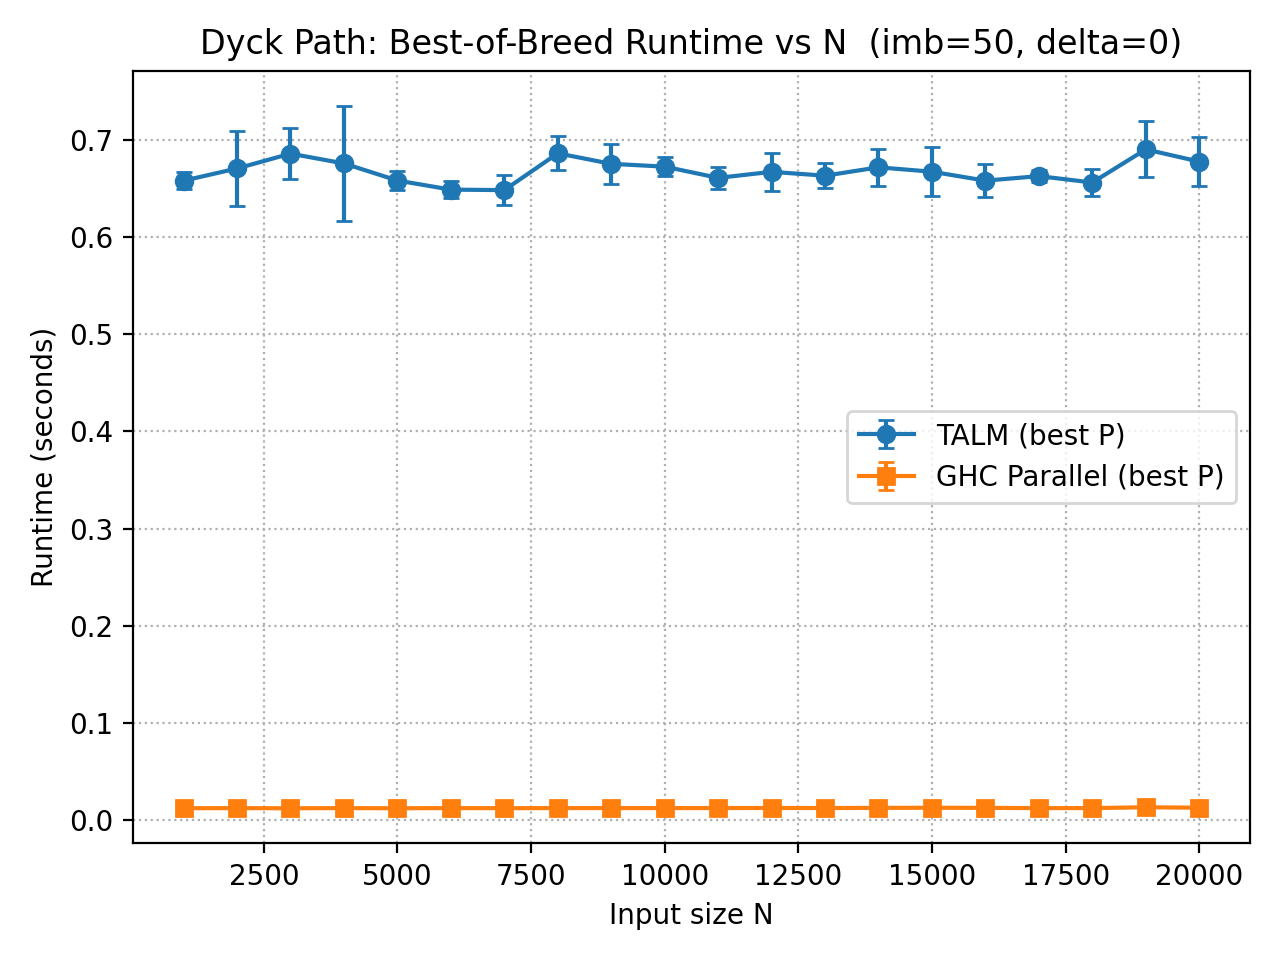 Dyck Path: Best-of-Breed Runtime vs N (imb=50, delta=0)
Runtime (seconds)
0.7
0.6
0.5
0.4
0.3
0.2
0.1
0.0
TALM (best P)
GHC Parallel (best P)
2500 5000 7500 10000 12500 15000 17500 20000
Input size N